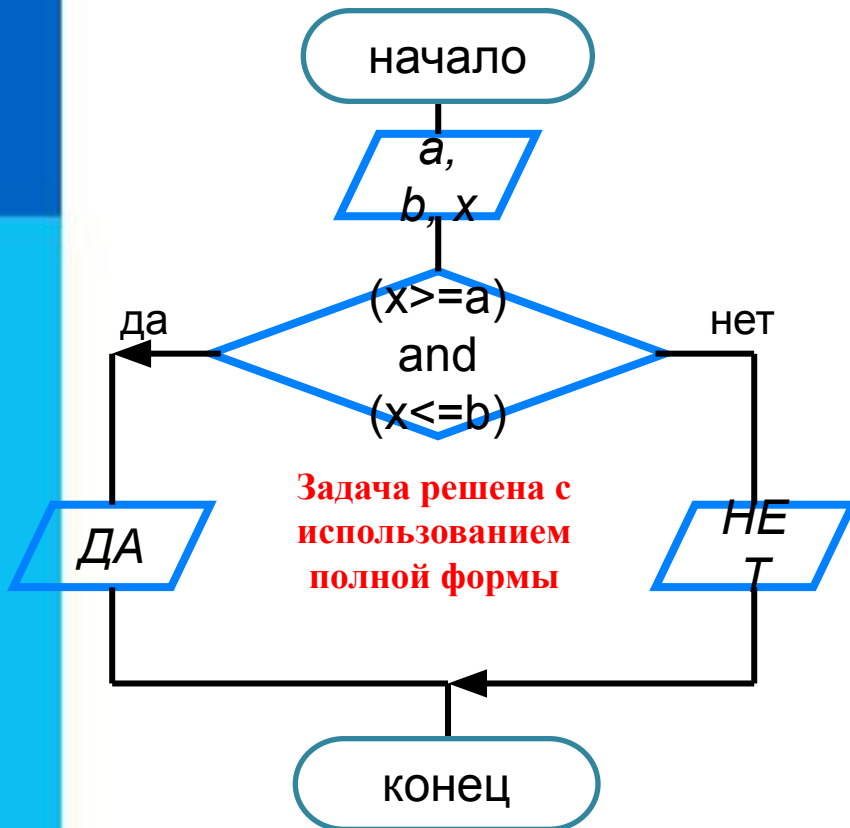 начало
a,
b, x
(x>=a)
да
нет
and
(x<=b)
Задача решена с
использованием
полной формы
ДА
НЕ
Т
конец